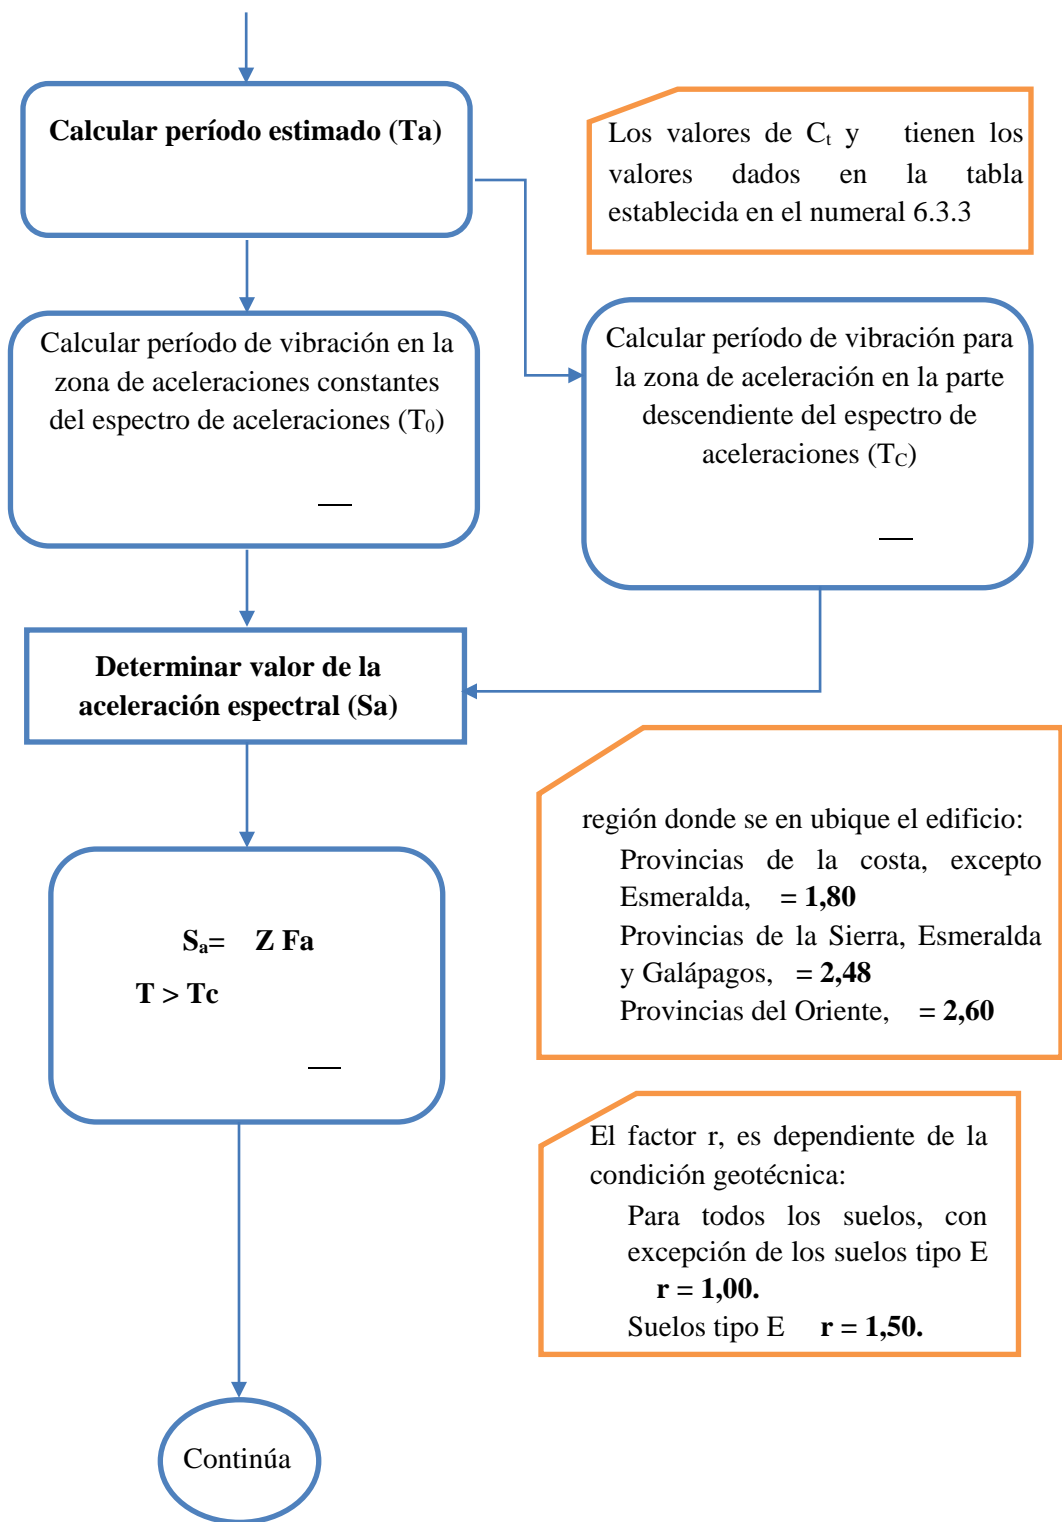 Calcular período estimado (Ta)
Los valores de Ct y tienen los
valores dados en la tabla
establecida en el numeral 6.3.3
Calcular período de vibración en la
zona de aceleraciones constantes
del espectro de aceleraciones (T0)
Calcular período de vibración para
la zona de aceleración en la parte
descendiente del espectro de
aceleraciones (TC)
Determinar valor de la
aceleración espectral (Sa)
región donde se en ubique el edificio:
Provincias de la costa, excepto
Esmeralda, = 1,80
Provincias de la Sierra, Esmeralda
y Galápagos, = 2,48
Provincias del Oriente, = 2,60
Sa= Z Fa
T > Tc
El factor r, es dependiente de la
condición geotécnica:
Para todos los suelos, con
excepción de los suelos tipo E
r = 1,00.
Suelos tipo E r = 1,50.
Continúa